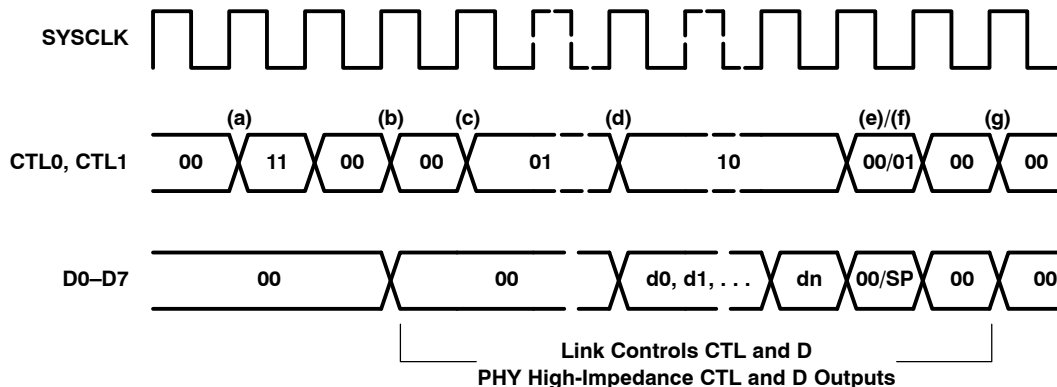 SYSCLK
(a) (b) (c) (d) (e)/(f) (g)
CTL0, CTL1 00 11 00 00 01 10 00/01 00 00
D0–D7 00 00 d0, d1, . . . dn 00/SP 00 00
Link Controls CTL and D
PHY High-Impedance CTL and D Outputs